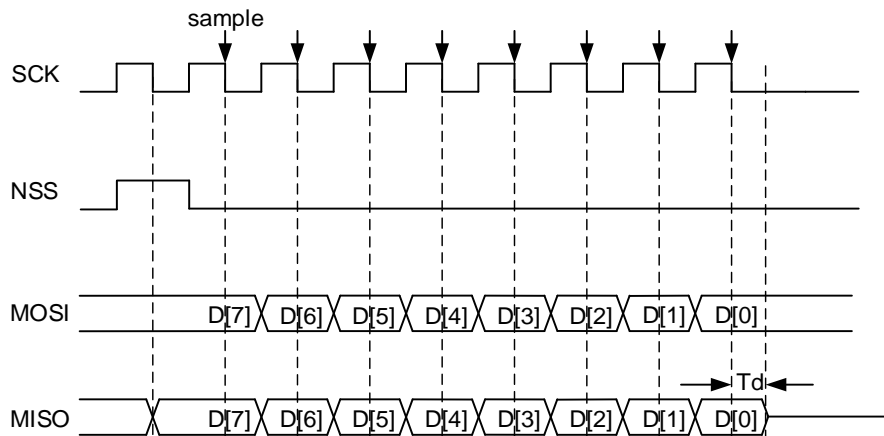 sample
SCK
NSS
MOSI D[7] D[6] D[5] D[4] D[3] D[2] D[1] D[0]
Td
MISO D[7] D[6] D[5] D[4] D[3] D[2] D[1] D[0]